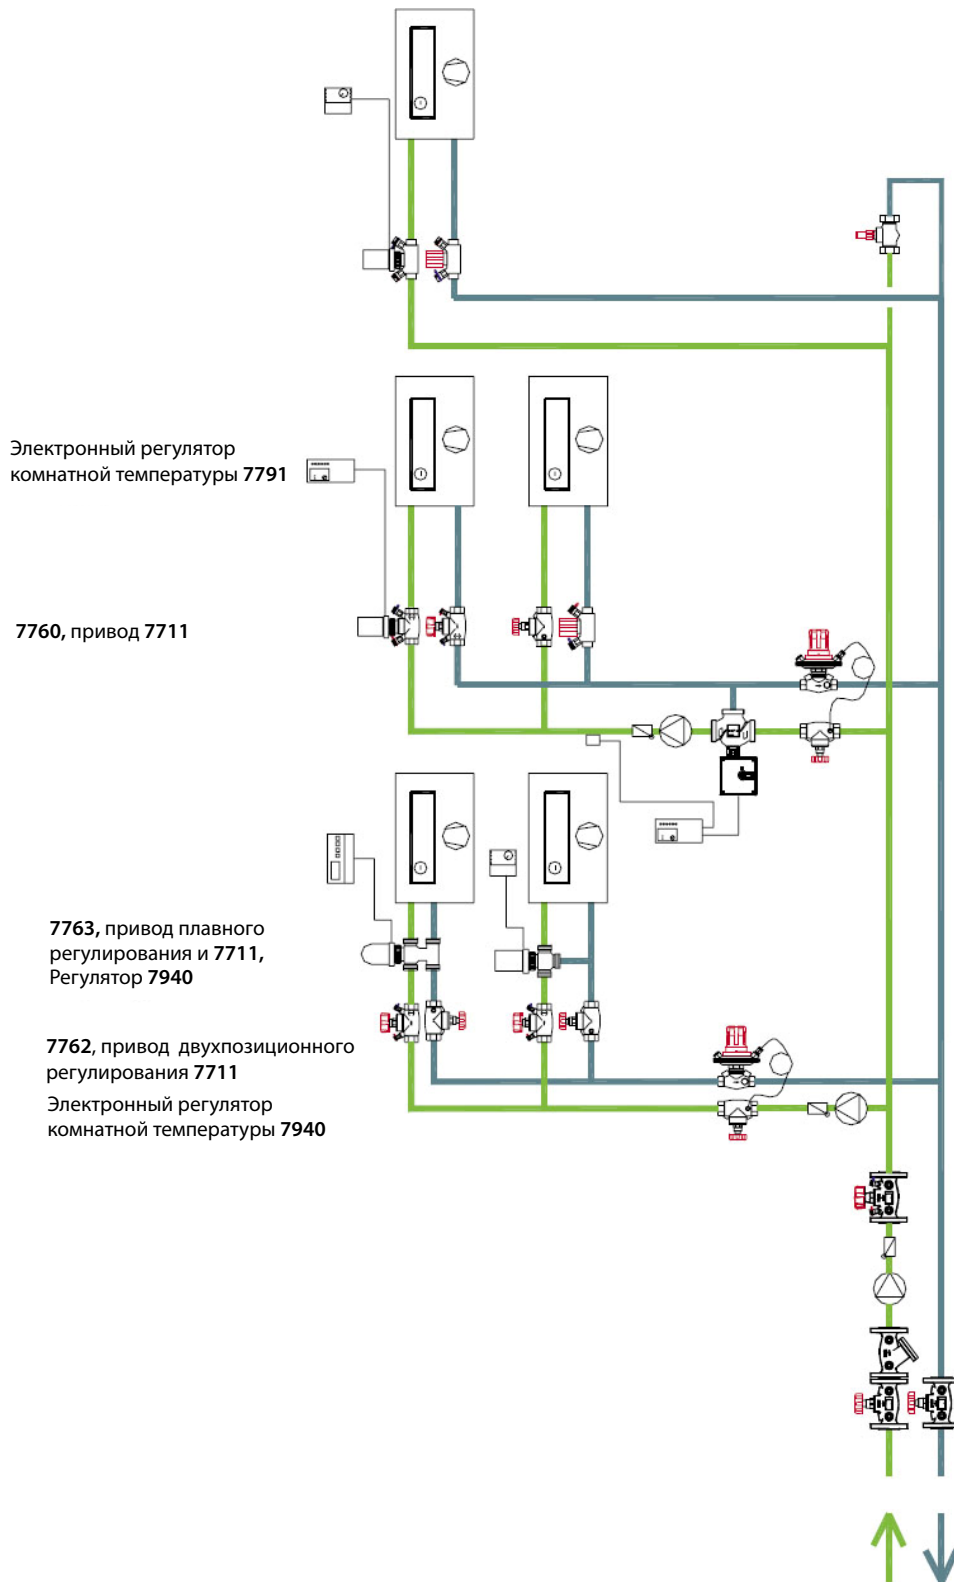 Электронный регулятор
комнатной температуры 7791
7760, привод 7711
7763, привод плавного
регулирования и 7711,
Регулятор 7940
7762, привод двухпозиционного
регулирования 7711
Электронный регулятор
комнатной температуры 7940